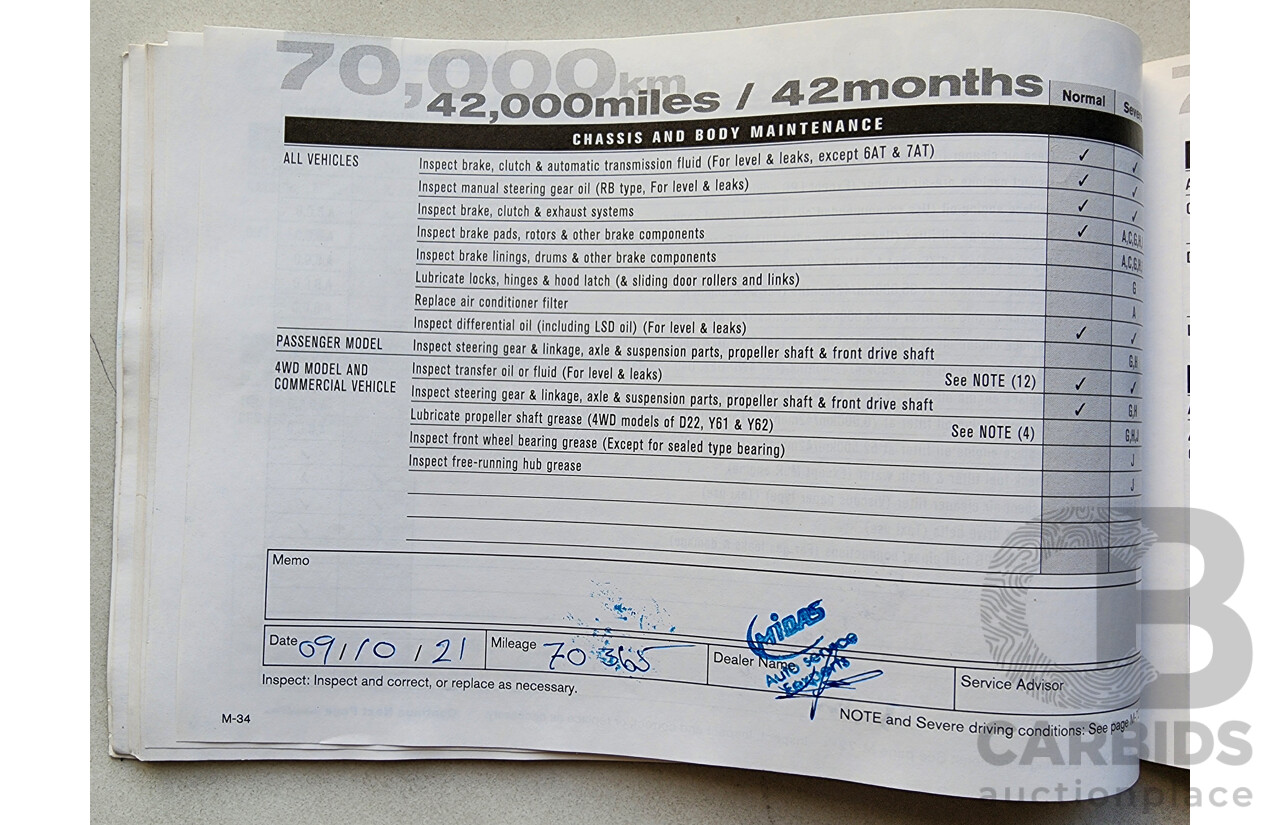 70,000km
42,000miles / 42months
Normal
CHASSIS AND BODY MAINTENANCE
ALL VEHICLES
Inspect brake, clutch & automatic transmission fluid (For level & leaks, except 6AT & 7AT) ✓ ✓
Inspect manual steering gear oil (RB type, For level & leaks) ✓ ✓
Inspect brake, clutch & exhaust systems ✓ ✓
Inspect brake pads, rotors & other brake components ✓ A,C,G,H,
Inspect brake linings, drums & other brake components A,C,G,H,
Lubricate locks, hinges & hood latch (& sliding door rollers and links) G
Replace air conditioner filter A
Inspect differential oil (including LSD oil) (For level & leaks) ✓ ✓
PASSENGER MODEL Inspect steering gear & linkage, axle & suspension parts, propeller shaft & front drive shaft G,H
4WD MODEL AND
COMMERCIAL VEHICLE
Inspect transfer oil or fluid (For level & leaks) See NOTE (12) ✓ ✓
Inspect steering gear & linkage, axle & suspension parts, propeller shaft & front drive shaft ✓ G,H
Lubricate propeller shaft grease (4WD models of D22, Y61 & Y62) See NOTE (4) G,H,J
Inspect front wheel bearing grease (Except for sealed type bearing) J
Inspect free-running hub grease J
Memo
Date 09/10/21
Mileage 70365
Dealer Name
MIDAS
Auto Service
Experts
Service Advisor
Inspect: Inspect and correct, or replace as necessary.
M-34
NOTE and Severe driving conditions: See page
CB
CARBIDS
auctionplace